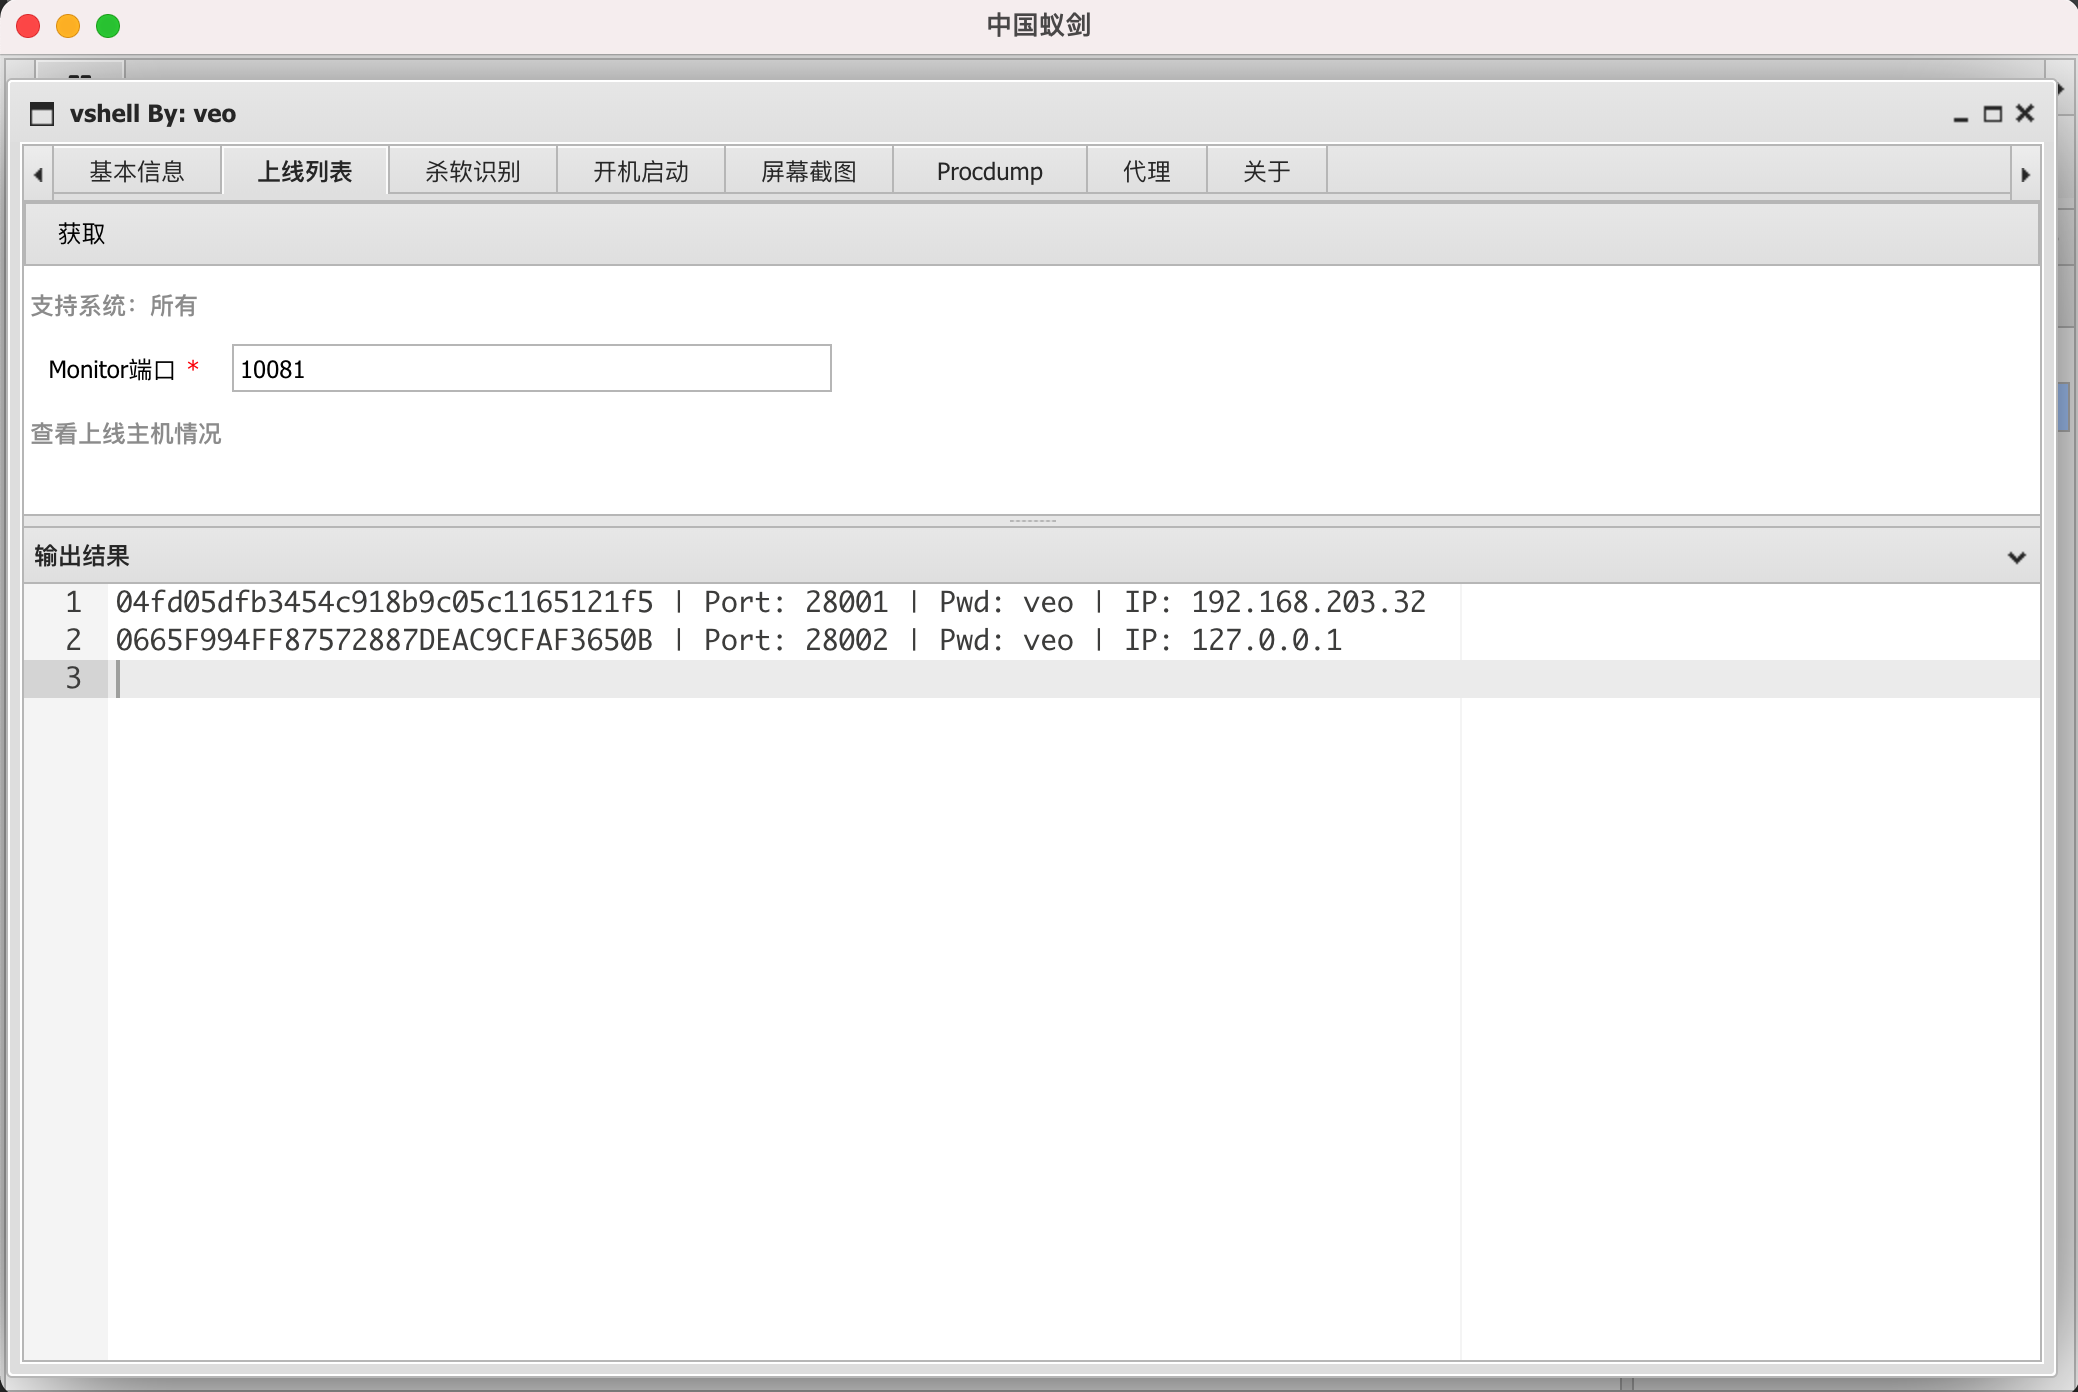 中国蚁剑
vshell By: veo
基本信息 上线列表 杀软识别 开机启动 屏幕截图 Procdump 代理 关于
获取
支持系统：所有
Monitor端口 * 10081
查看上线主机情况
输出结果
1 04fd05dfb3454c918b9c05c1165121f5 | Port: 28001 | Pwd: veo | IP: 192.168.203.32
2 0665F994FF87572887DEAC9CFAF3650B | Port: 28002 | Pwd: veo | IP: 127.0.0.1
3